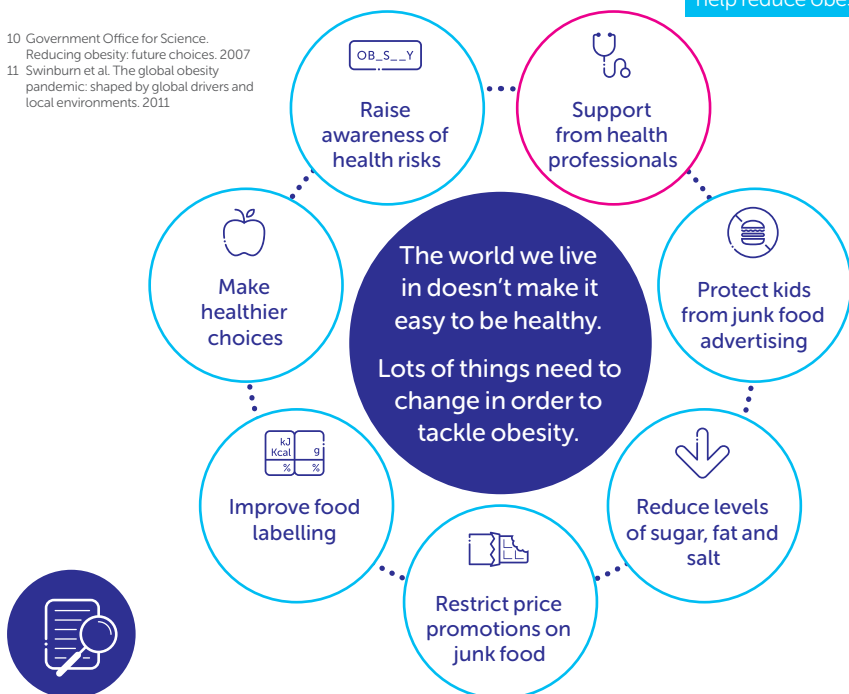 help reduce obe
10 Government Office for Science.
Reducing obesity: future choices. 2007
11 Swinburn et al. The global obesity
pandemic: shaped by global drivers and
local environments. 2011
OB_S__Y
Raise
awareness of
health risks
Support
from health
professionals
Protect kids
from junk food
advertising
Reduce levels
of sugar, fat and
salt
Restrict price
promotions on
junk food
kJ
Kcal g
% %
Improve food
labelling
Make
healthier
choices
The world we live
in doesn't make it
easy to be healthy.
Lots of things need to
change in order to
tackle obesity.